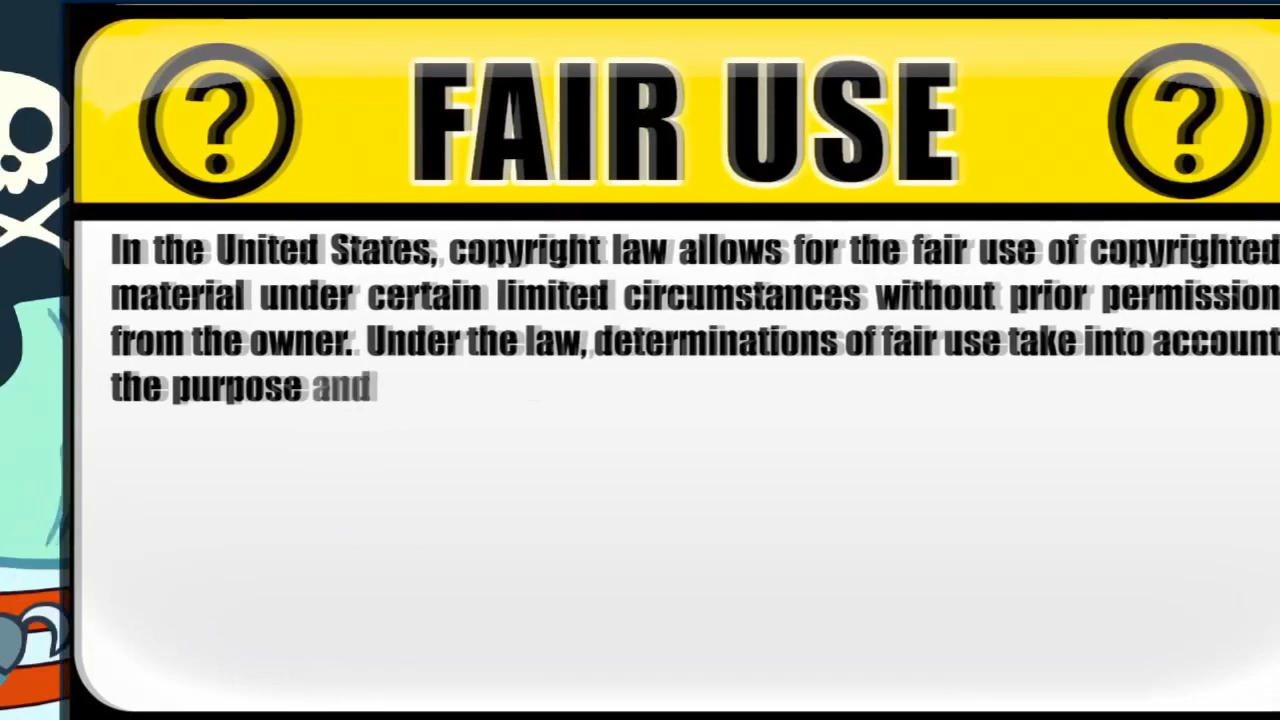 FAIR USE
In the United States, copyright law allows for the fair use of copyrighted
material under certain limited circumstances without prior permission
from the owner. Under the law, determinations of fair use take into account
the purpose and